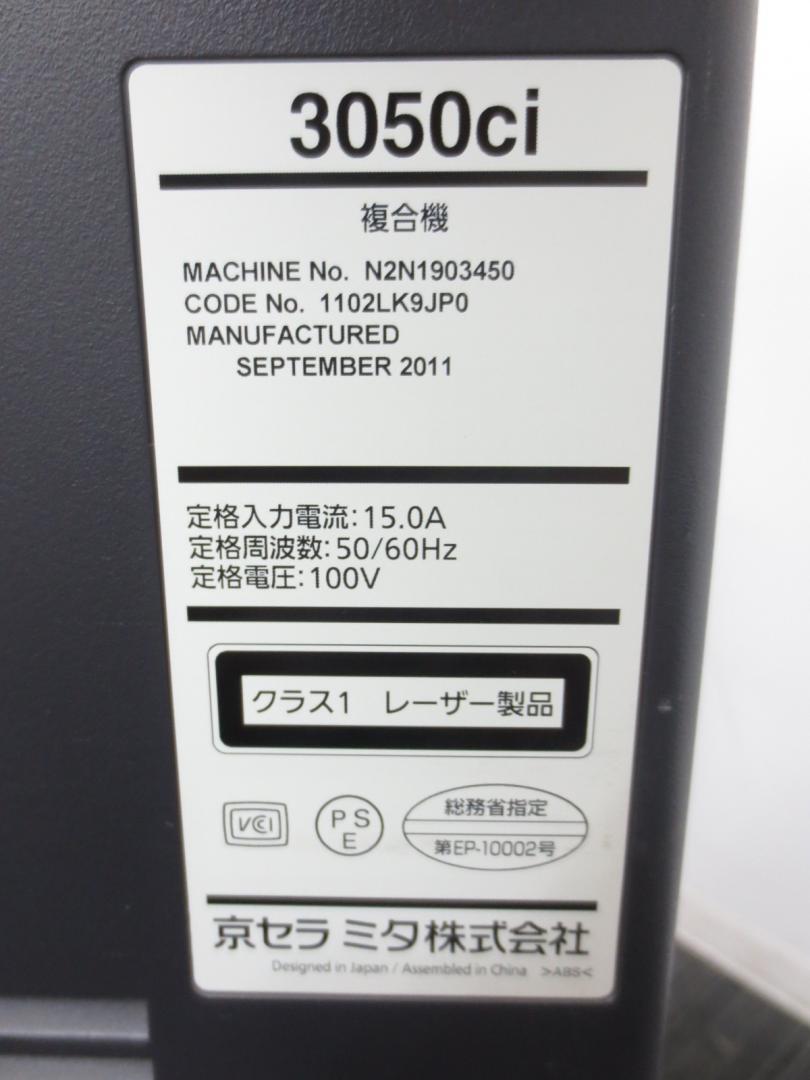 3050ci
複合機
MACHINE No. N2N1903450
CODE No. 1102LK9JP0
MANUFACTURED
SEPTEMBER 2011
定格入力電流:15.0A
定格周波数:50/60Hz
定格電圧:100V
クラス1 レーザー製品
VCI
PS
E
総務省指定
第EP-10002号
京セラ ミタ株式会社
Designed in Japan / Assembled in China >ABS<